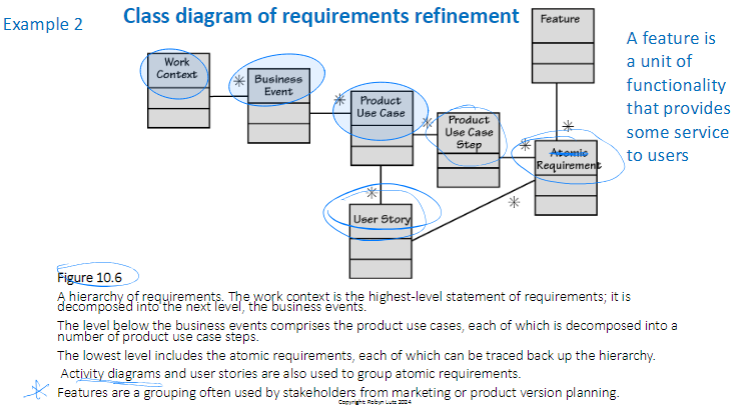 Example 2
Class diagram of requirements refinement
Feature
A feature is
a unit of
functionality
that provides
some service
to users
Work
Context
Business
Event
Product
Use Case
Product
Use Case
Step
Atomic
Requirement
User Story
Figure 10.6
A hierarchy of requirements. The work context is the highest-level statement of requirements; it is
decomposed into the next level, the business events.
The level below the business events comprises the product use cases, each of which is decomposed into a
number of product use case steps.
The lowest level includes the atomic requirements, each of which can be traced back up the hierarchy.
Activity diagrams and user stories are also used to group atomic requirements.
Features are a grouping often used by stakeholders from marketing or product version planning.
Copyright Robyn Lutz 2024